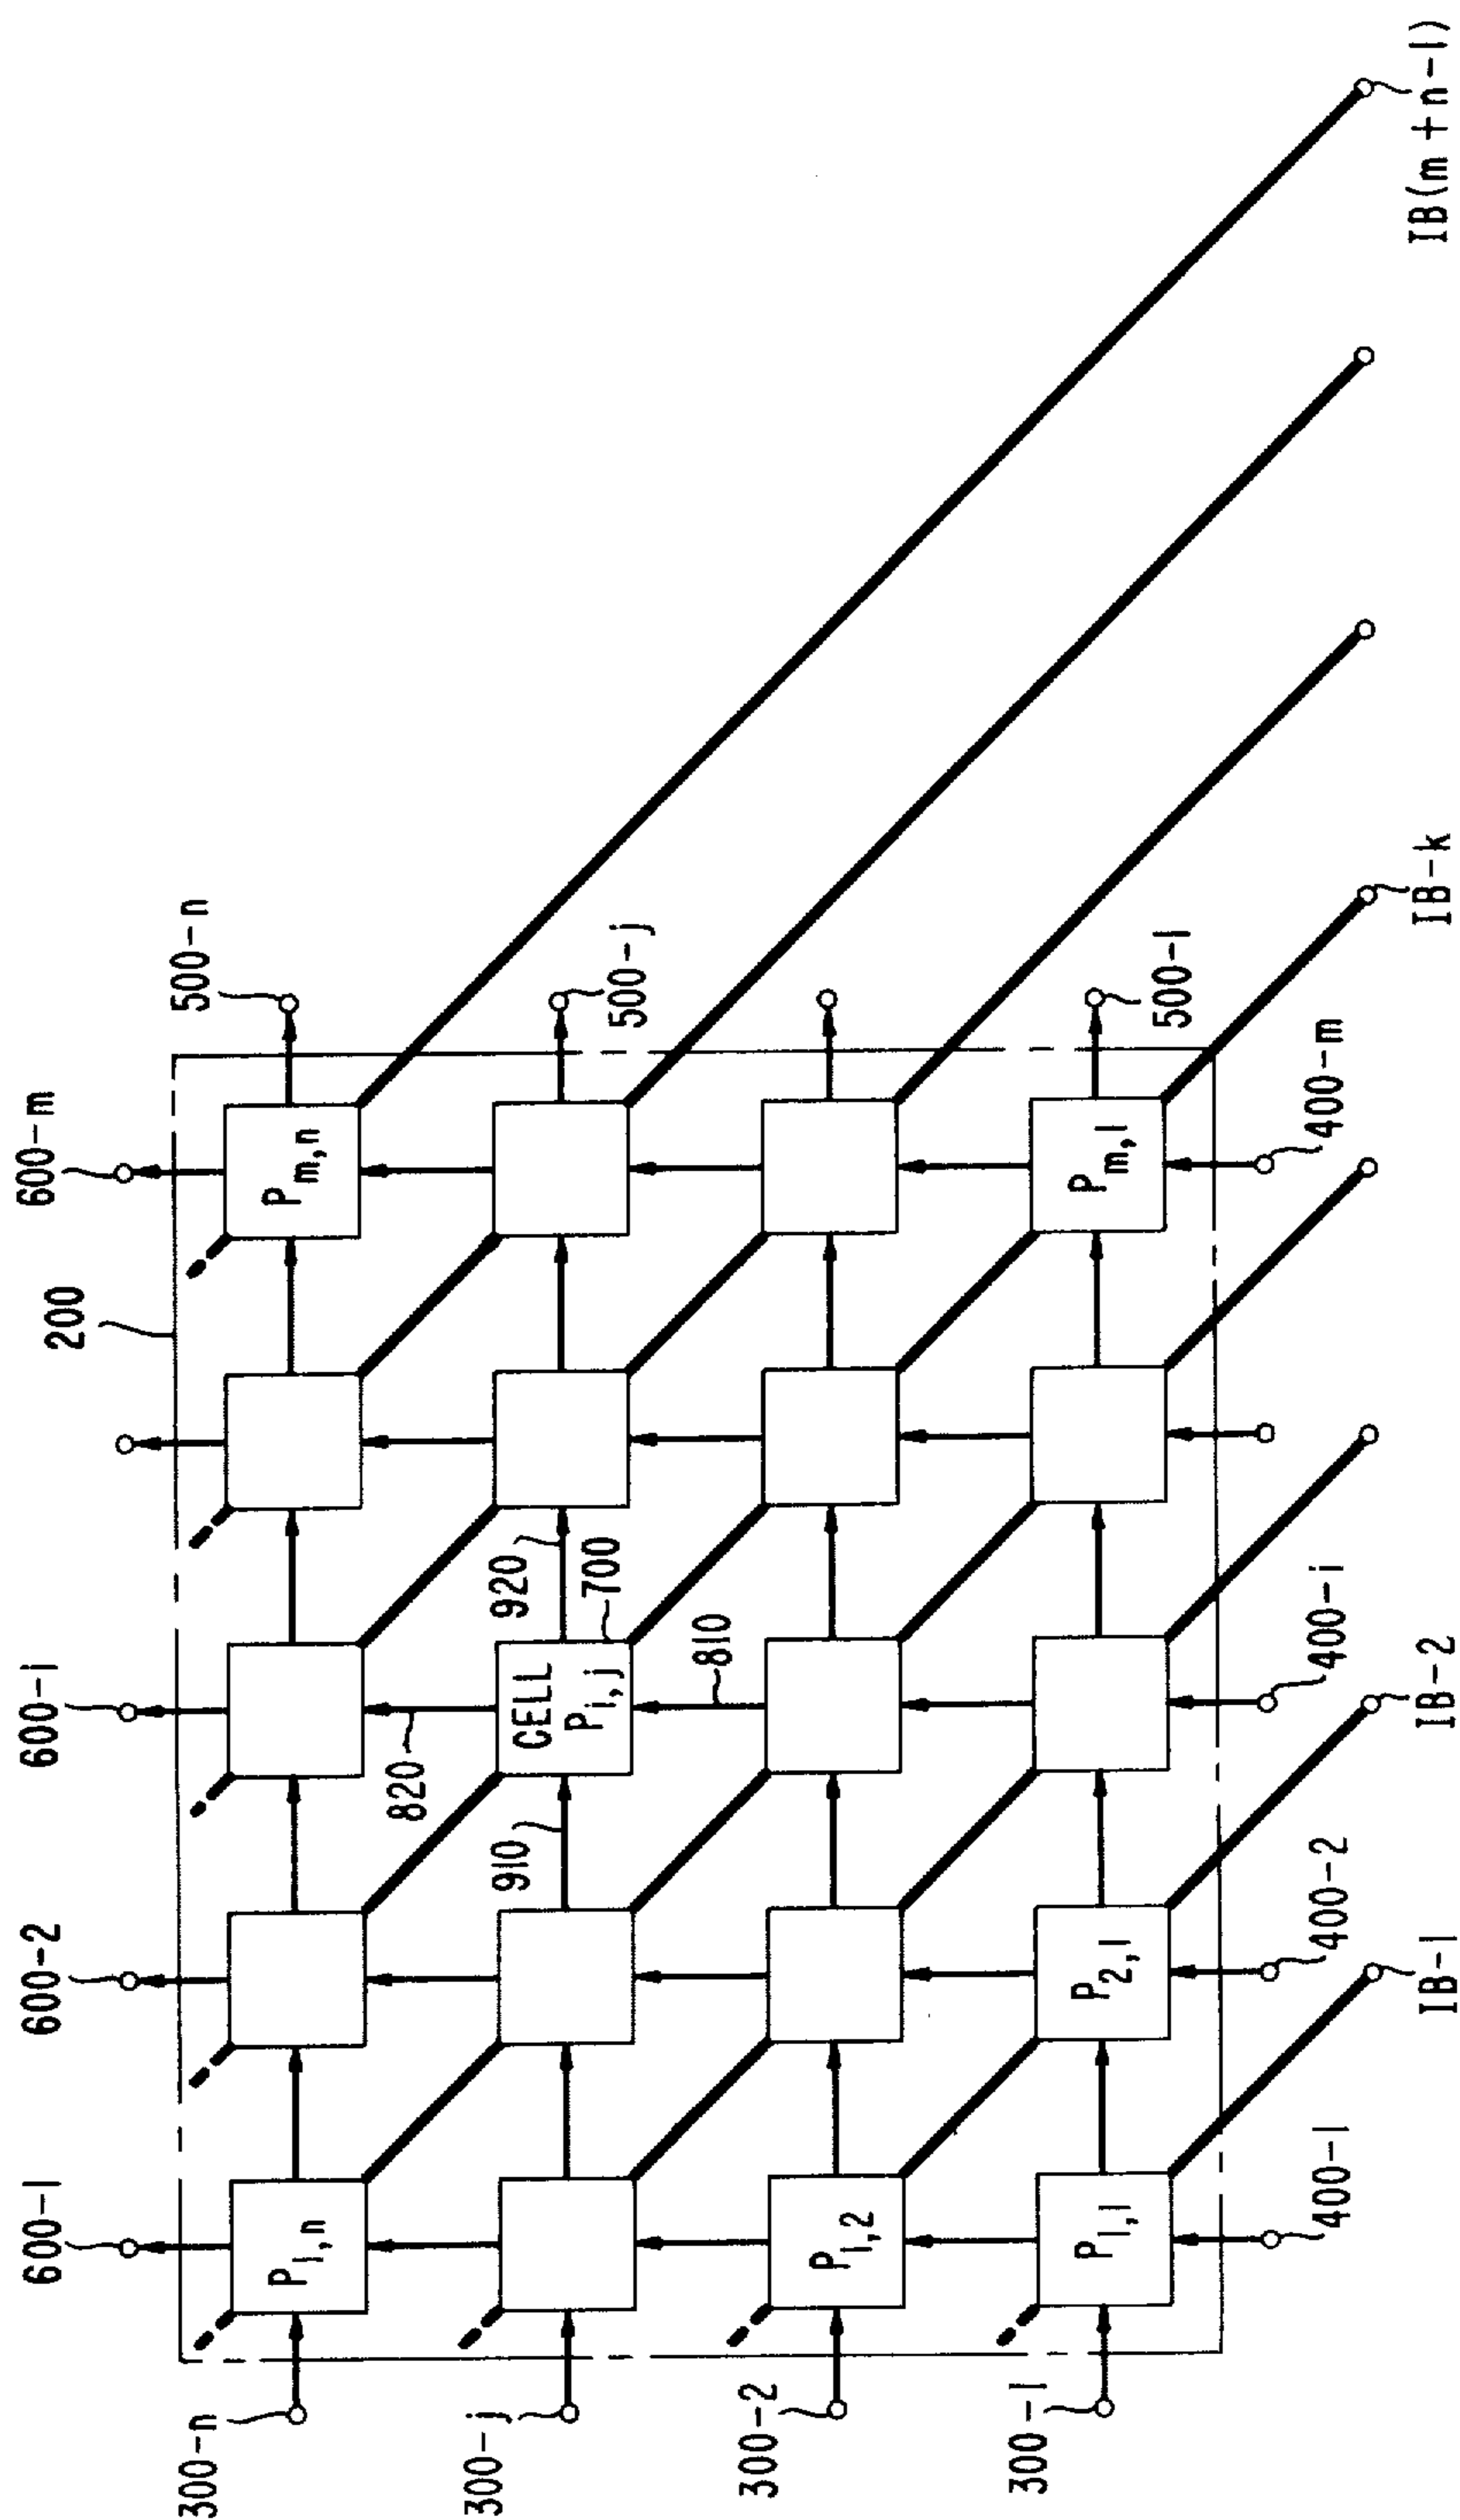 600-1
600-2
600-i
200
600-m
300-n
P1,n
Pm,n
500-n
820
300-j
910
CELL
Pi,j
920
700
500-j
810
300-2
P1,2
300-1
P1,1
P2,1
Pm,1
500-1
400-1
400-2
400-i
400-m
IB-1
IB-2
IB-k
IB(m+n-1)